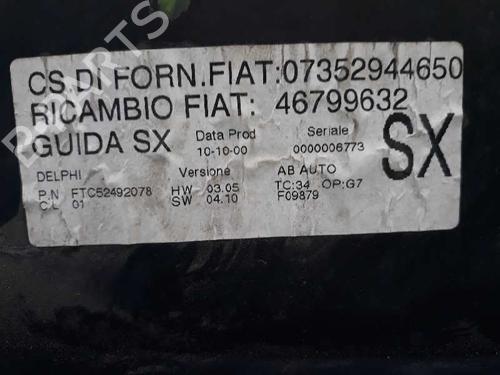 CS.DI FORN.FIAT:07352944650
RICAMBIO FIAT: 46799632
GUIDA SX Data Prod Seriale SX
10-10-00 0000006773
DELPHI Versione AB AUTO
P.N FTC52492078 HW 03.05 TC:34 OP:G7
C.L 01 SW 04.10 F09879
PARTS